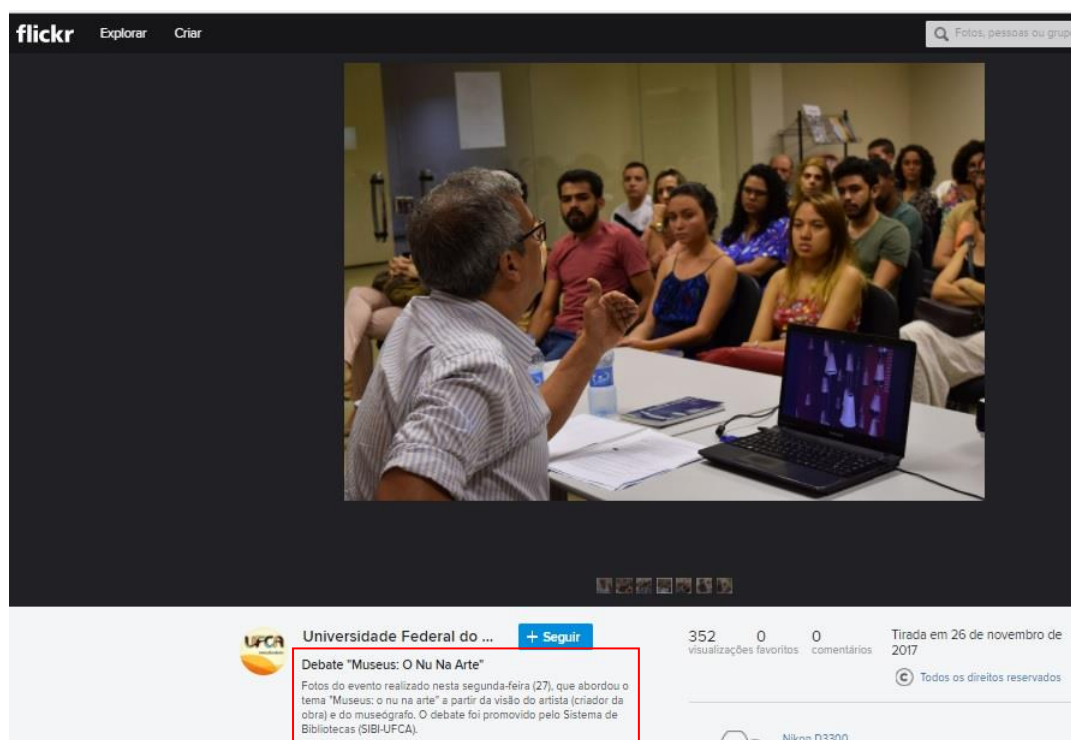 flickr Explorar Criar
Fotos, pessoas ou grup
UFCA
Universidade Federal do ...
+ Seguir
Debate "Museus: O Nu Na Arte"
Fotos do evento realizado nesta segunda-feira (27), que abordou o
tema "Museus: o nu na arte" a partir da visão do artista (criador da
obra) e do museógrafo. O debate foi promovido pelo Sistema de
Bibliotecas (SIBI-UFCA).
352 0 0
visualizações favoritos comentários
Tirada em 26 de novembro de
2017
© Todos os direitos reservados
Nikon D3300